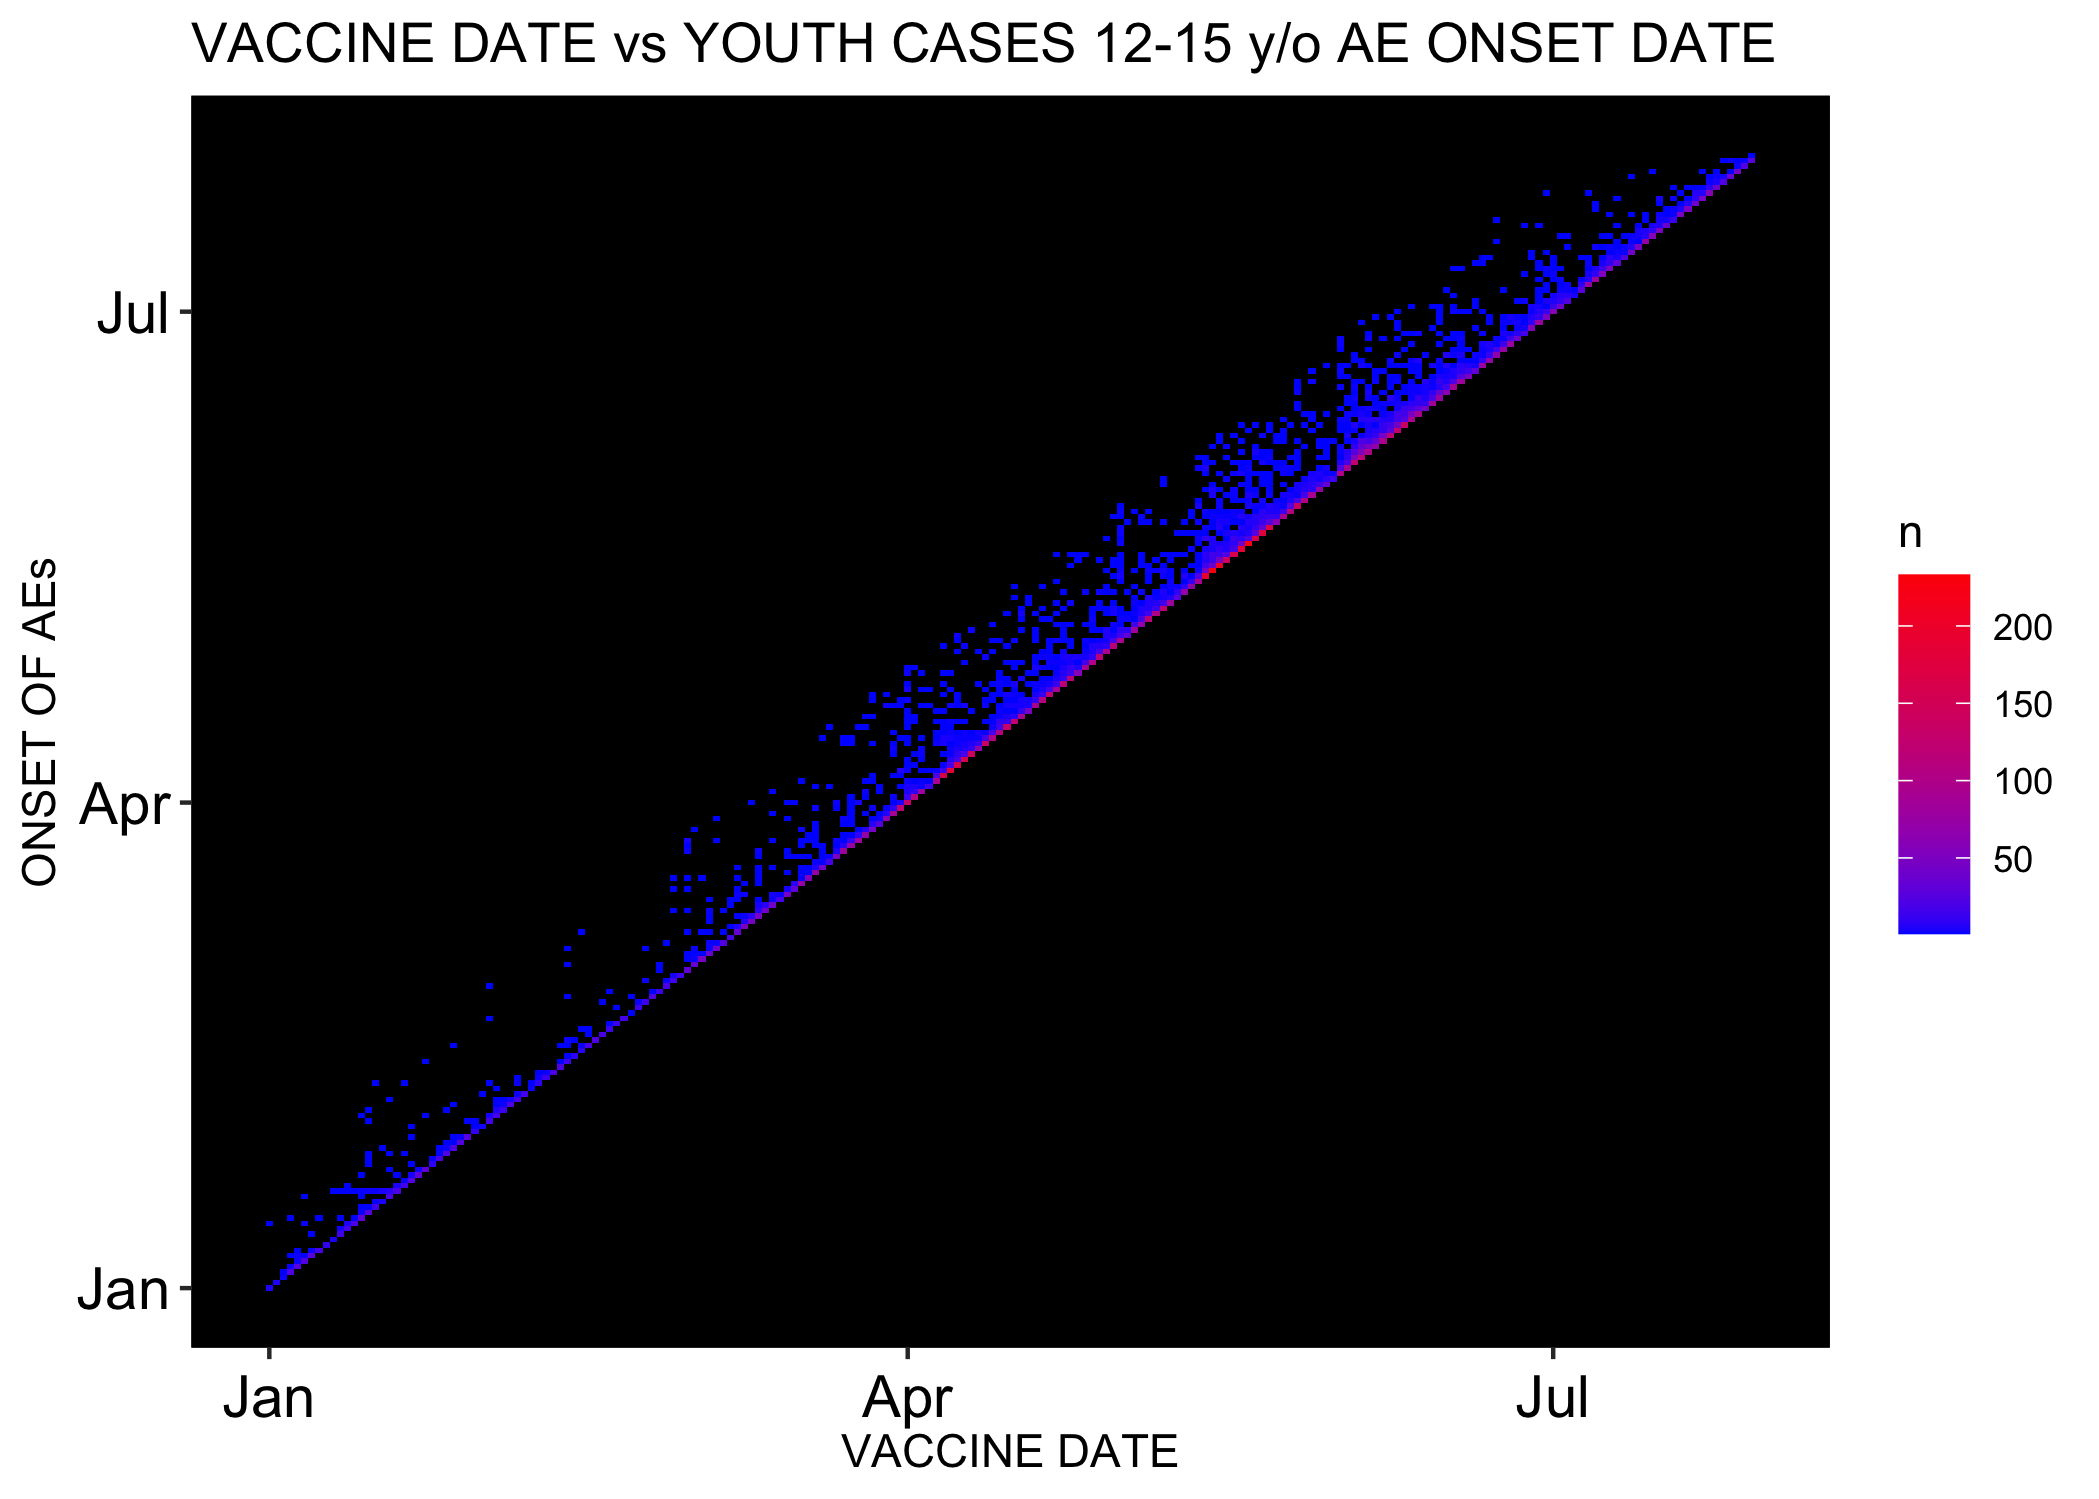 VACCINE DATE vs YOUTH CASES 12-15 y/o AE ONSET DATE
ONSET OF AEs
Jul
Apr
Jan
Jan
Apr
Jul
VACCINE DATE
n
200
150
100
50